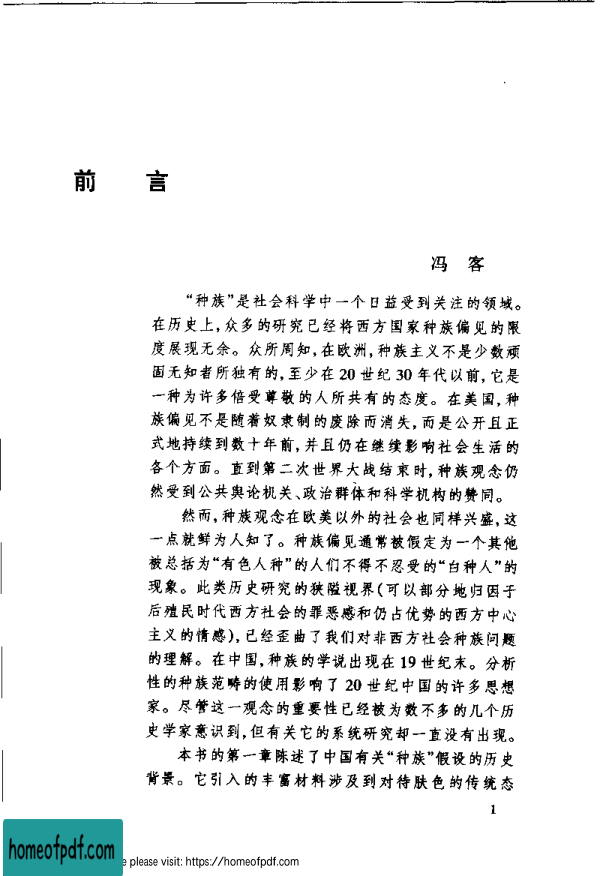 前 言
冯 客
“种族”是社会科学中一个日益受到关注的领域。
在历史上,众多的研究已经将西方国家种族偏见的限
度展现无余。众所周知,在欧洲,种族主义不是少数顽
固无知者所独有的,至少在20世纪30年代以前,它是
一种为许多倍受尊敬的人所共有的态度。在美国,种
族偏见不是随着奴隶制的废除而消失,而是公开且正
式地持续到数十年前,并且仍在继续影响社会生活的
各个方面。直到第二次世界大战结束时,种族观念仍
然受到公共舆论机关、政治群体和科学机构的赞同。
然而,种族观念在欧美以外的社会也同样兴盛,这
一点就鲜为人知了。种族偏见通常被假定为一个其他
被总括为“有色人种”的人们不得不忍受的“白种人”的
现象。此类历史研究的狭隘视界(可以部分地归因于
后殖民时代西方社会的罪恶感和仍占优势的西方中心
主义的情感),已经歪曲了我们对非西方社会种族问题
的理解。在中国,种族的学说出现在19世纪末。分析
性的种族范畴的使用影响了20世纪中国的许多思想
家。尽管这一观念的重要性已经被为数不多的几个历
史学家意识到,但有关它的系统研究却一直没有出现。
本书的第一章陈述了中国有关“种族”假设的历史
背景。它引入的丰富材料涉及到对待肤色的传统态
1
homeofpdf.com
e please visit: https://homeofpdf.com